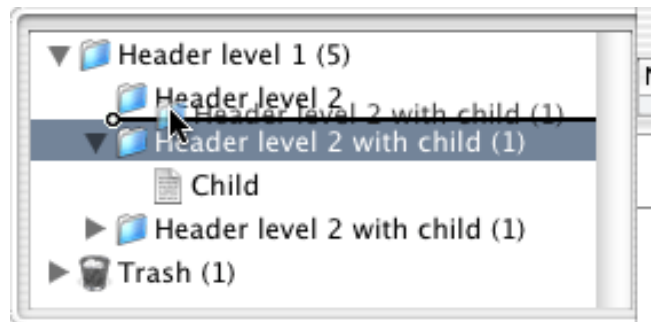 Header level 1 (5)
Header level 2
Header level 2 with child (1)
Header level 2 with child (1)
Child
Header level 2 with child (1)
Trash (1)